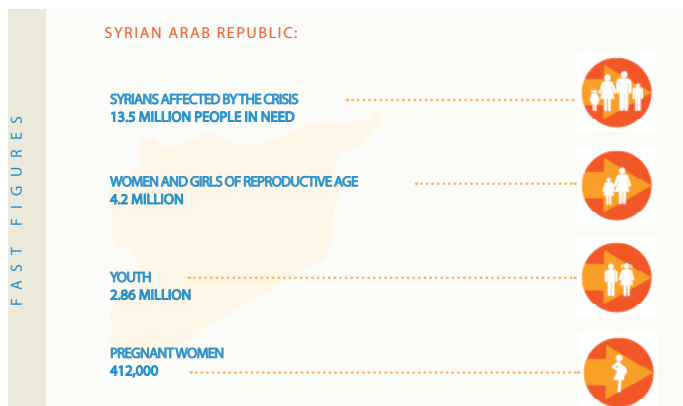 SYRIAN ARAB REPUBLIC:
FAST FIGURES
SYRIANS AFFECTED BY THE CRISIS
13.5 MILLION PEOPLE IN NEED
WOMEN AND GIRLS OF REPRODUCTIVE AGE
4.2 MILLION
YOUTH
2.86 MILLION
PREGNANT WOMEN
412,000